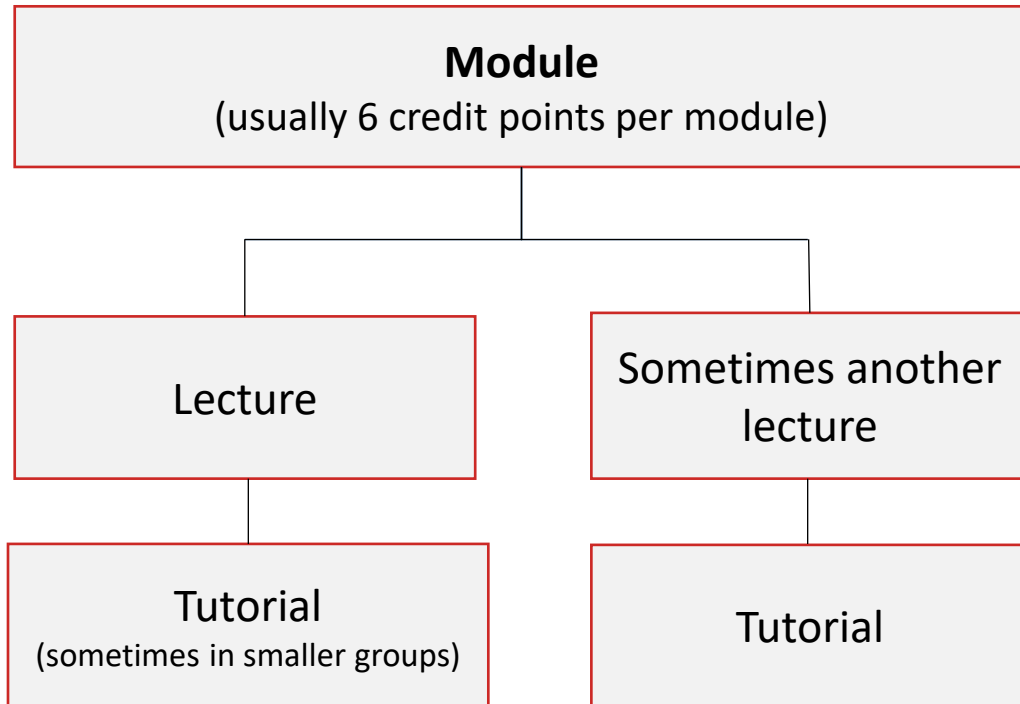 Module
(usually 6 credit points per module)
Lecture
Sometimes another
lecture
Tutorial
(sometimes in smaller groups)
Tutorial